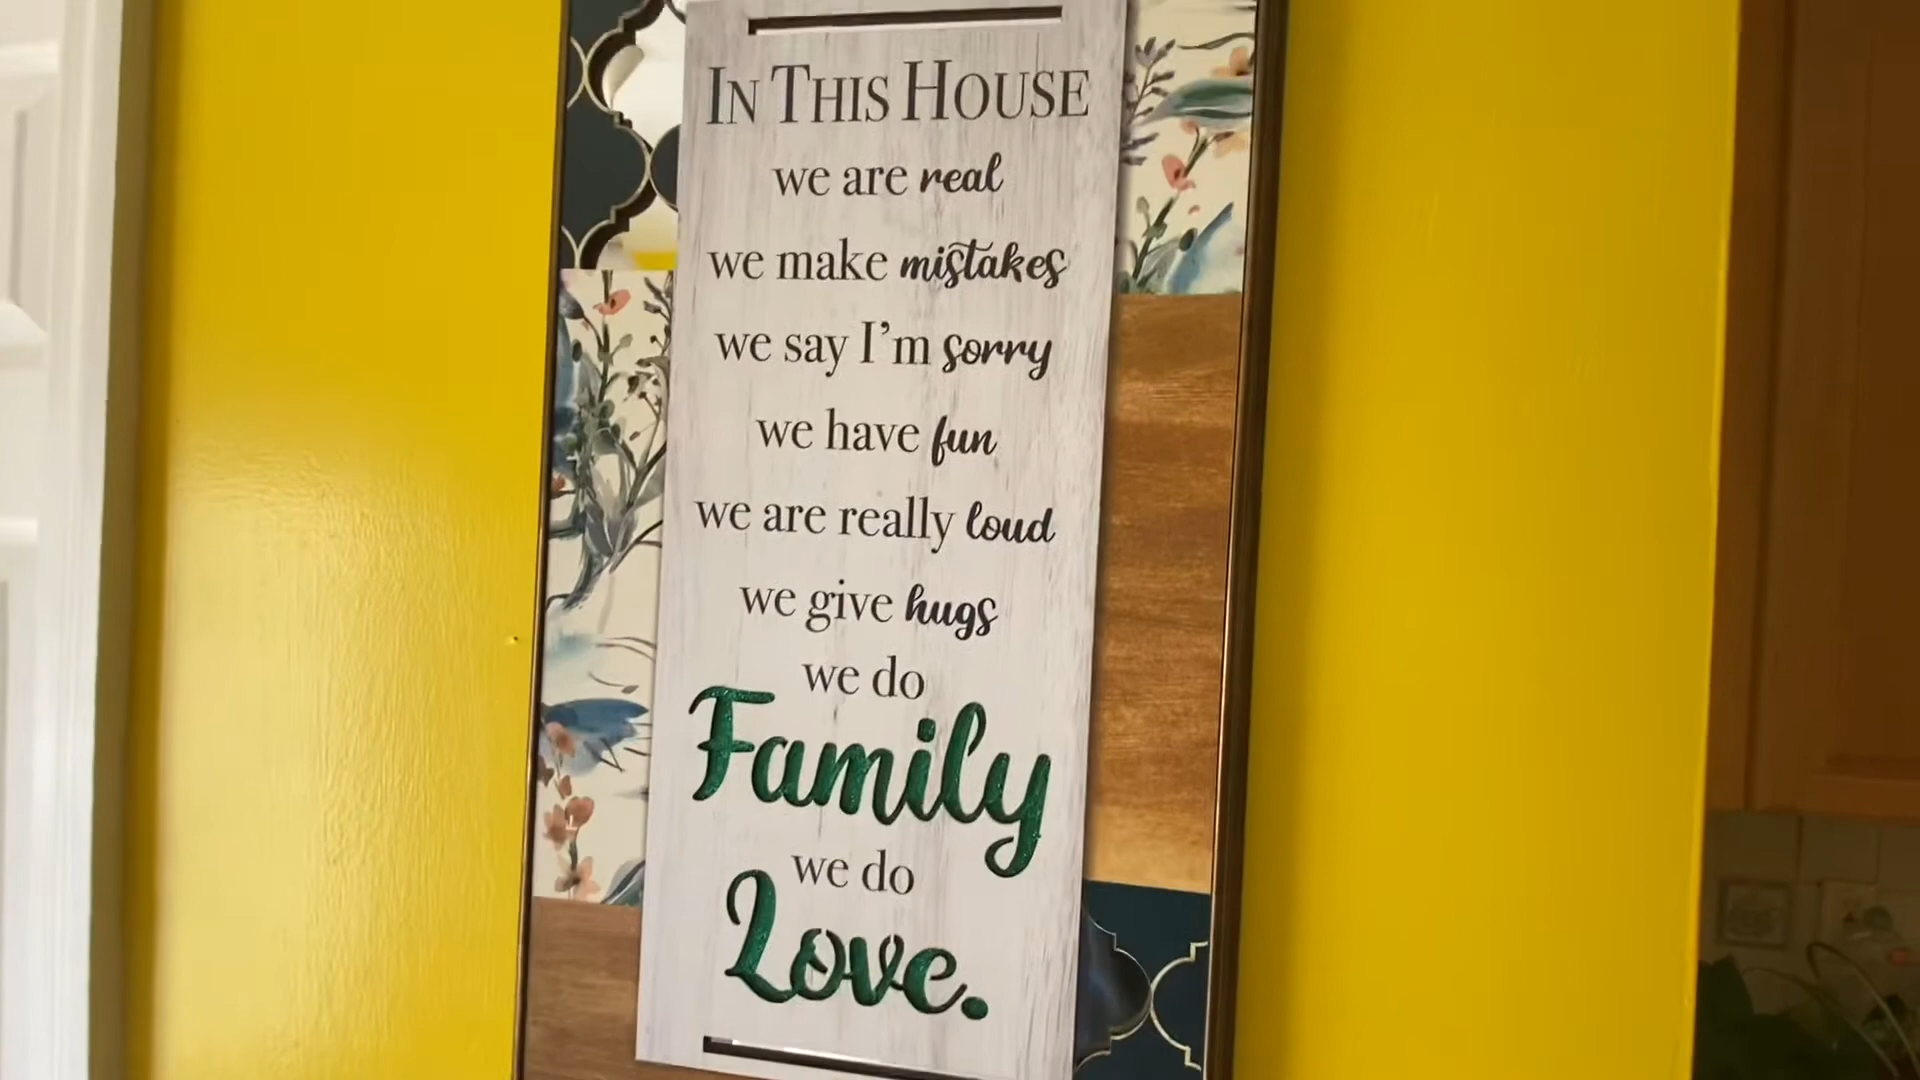 IN THIS HOUSE
we are real
we make mistakes
we say I'm sorry
we have fun
we are really loud
we give hugs
we do
Family
we do
Love.